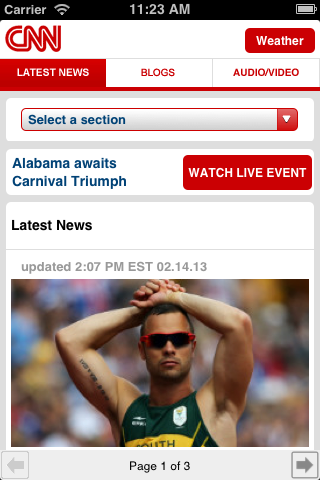 Carrier 11:23 AM
CNN
Weather
LATEST NEWS BLOGS AUDIO/VIDEO
Select a section
Alabama awaits
Carnival Triumph
WATCH LIVE EVENT
Latest News
updated 2:07 PM EST 02.14.13
SOUTH
Page 1 of 3